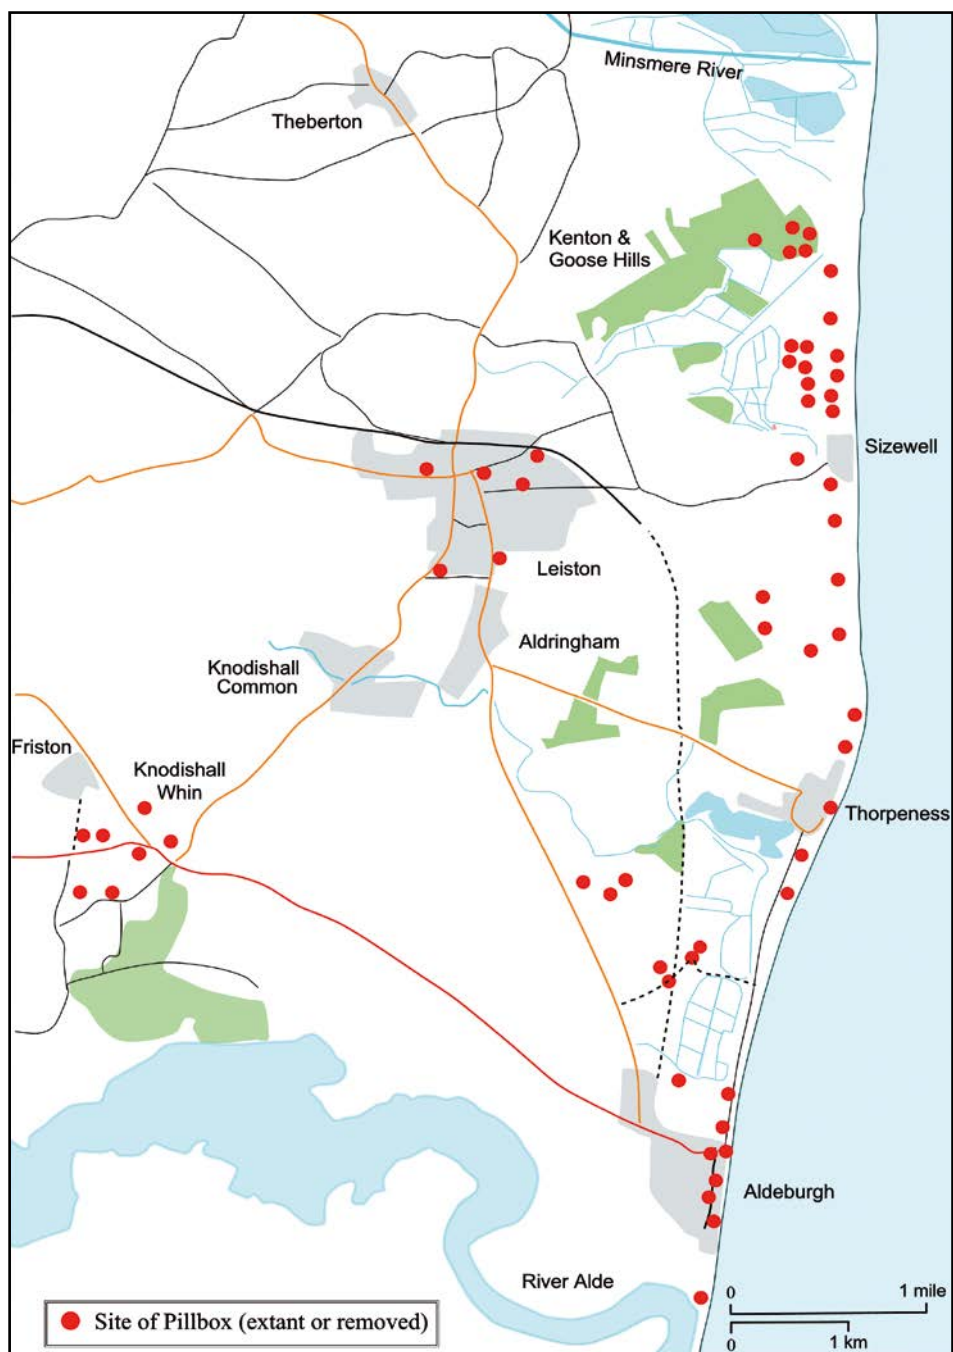 Minsmere River
Theberton
Kenton &
Goose Hills
Sizewell
Leiston
Aldringham
Knodishall
Common
Friston
Knodishall
Whin
Thorpeness
Aldeburgh
River Alde
0 1 mile
0 1 km
Site of Pillbox (extant or removed)